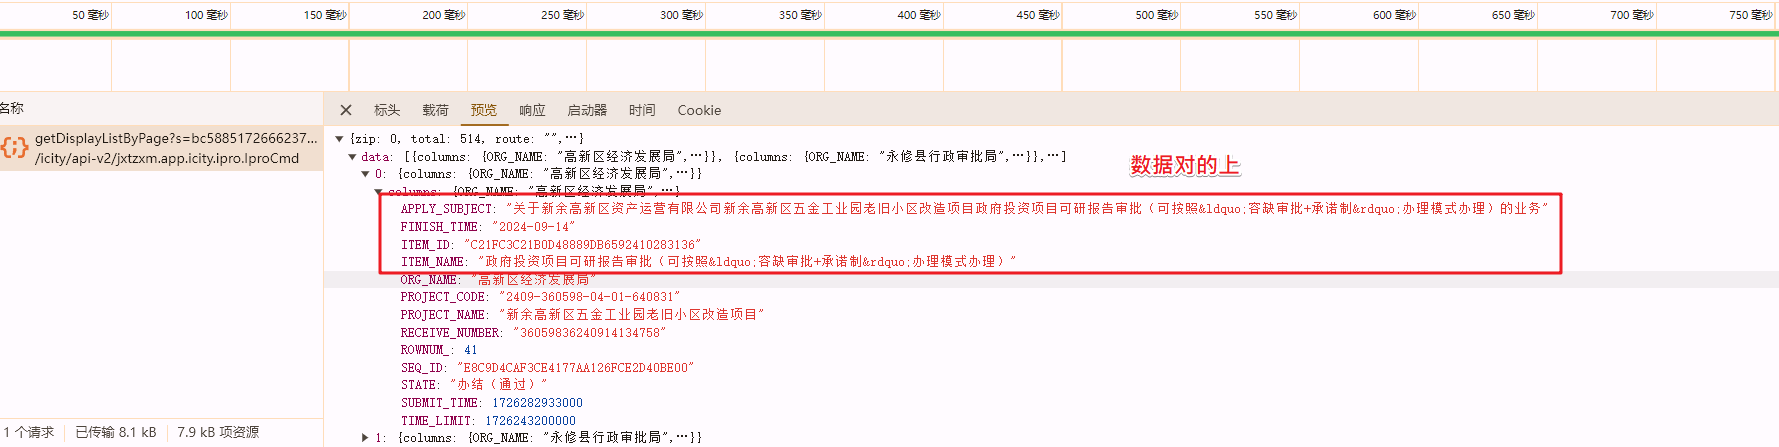 50 毫秒 100 毫秒 150 毫秒 200 毫秒 250 毫秒 300 毫秒 350 毫秒 400 毫秒 450 毫秒 500 毫秒 550 毫秒 600 毫秒 650 毫秒 700 毫秒 750 毫秒
名称
标头 载荷 预览 响应 启动器 时间 Cookie
getDisplayListByPage?s=bc5885172666237...
/icity/api-v2/jxtzxm.app.icity.ipro.IproCmd
{zip: 0, total: 514, route: "",…}
data: [{columns: {ORG_NAME: "高新区经济发展局",…}}, {columns: {ORG_NAME: "永修县行政审批局",…}},…]
数据对的上
0: {columns: {ORG_NAME: "高新区经济发展局",…}}
columns: {ORG_NAME: "高新区经济发展局",…}
APPLY_SUBJECT: "关于新余高新区资产运营有限公司新余高新区五金工业园老旧小区改造项目政府投资项目可研报告审批（可按照&ldquo;容缺审批+承诺制&rdquo;办理模式办理）的业务"
FINISH_TIME: "2024-09-14"
ITEM_ID: "C21FC3C21B0D48889DB6592410283136"
ITEM_NAME: "政府投资项目可研报告审批（可按照&ldquo;容缺审批+承诺制&rdquo;办理模式办理）"
ORG_NAME: "高新区经济发展局"
PROJECT_CODE: "2409-360598-04-01-640831"
PROJECT_NAME: "新余高新区五金工业园老旧小区改造项目"
RECEIVE_NUMBER: "36059836240914134758"
ROWNUM_: 41
SEQ_ID: "E8C9D4CAF3CE4177AA126FCE2D40BE00"
STATE: "办结（通过）"
SUBMIT_TIME: 1726282933000
TIME_LIMIT: 1726243200000
1: {columns: {ORG_NAME: "永修县行政审批局",…}}
1 个请求 已传输 8.1 kB 7.9 kB 项资源